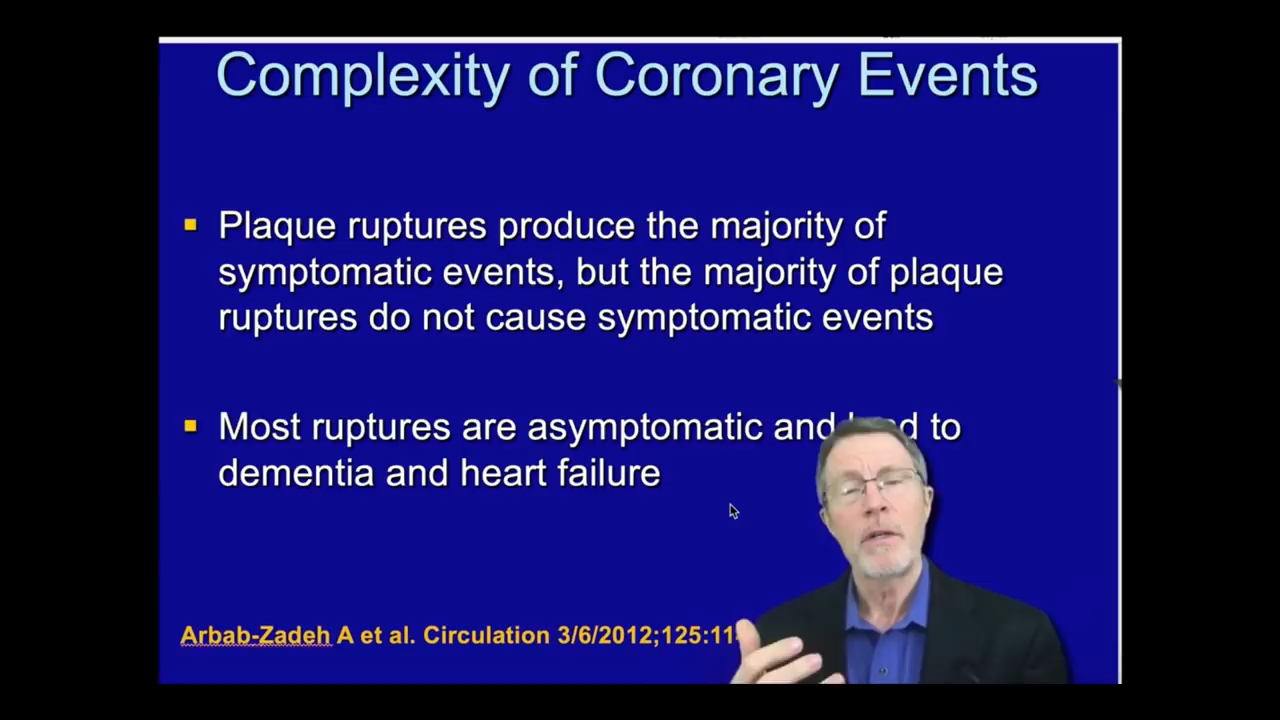 Complexity of Coronary Events
Plaque ruptures produce the majority of
symptomatic events, but the majority of plaque
ruptures do not cause symptomatic events
Most ruptures are asymptomatic and to
dementia and heart failure
Arbab-Zadeh A et al. Circulation 3/6/2012;125:11